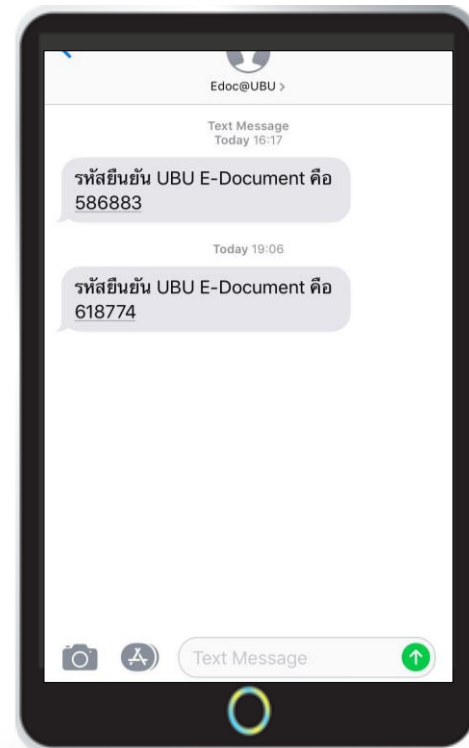 Edoc@UBU >
Text Message
Today 16:17
รหัสยืนยัน UBU E-Document คือ
586883
Today 19:06
รหัสยืนยัน UBU E-Document คือ
618774
Text Message